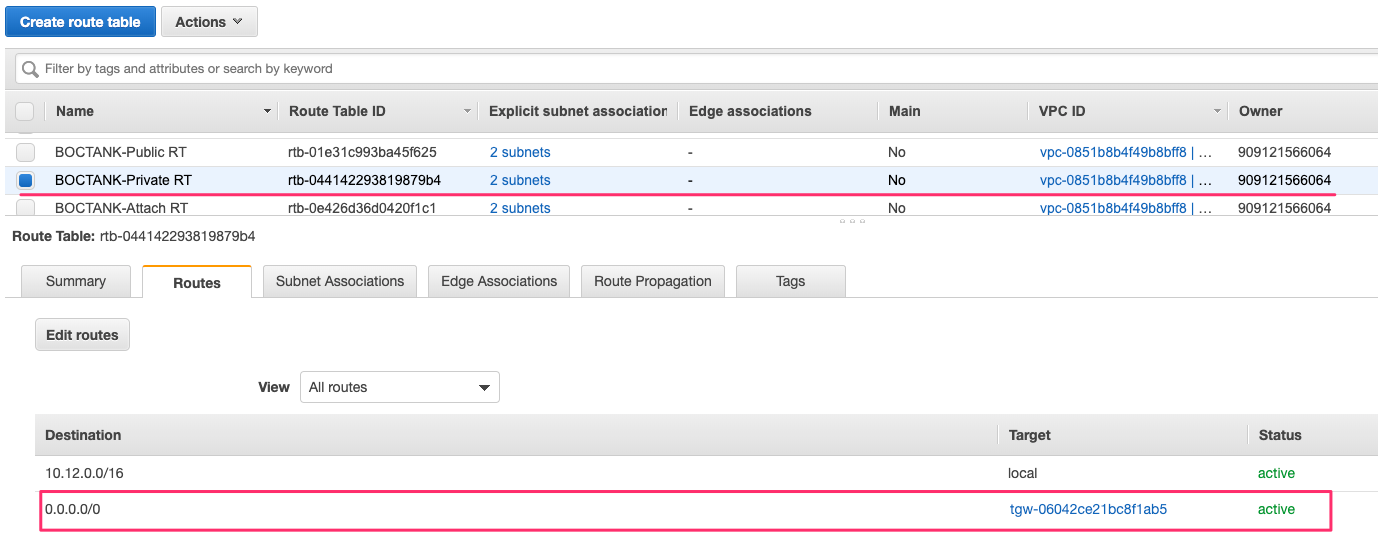 Create route table Actions
Filter by tags and attributes or search by keyword
Name Route Table ID Explicit subnet association Edge associations Main VPC ID Owner
BOCTANK-Public RT rtb-01e31c993ba45f625 2 subnets - No vpc-0851b8b4f49b8bff8 | ... 909121566064
BOCTANK-Private RT rtb-044142293819879b4 2 subnets - No vpc-0851b8b4f49b8bff8 | ... 909121566064
BOCTANK-Attach RT rtb-0e426d36d0420f1c1 2 subnets - No vpc-0851b8b4f49b8bff8 | ... 909121566064
Route Table: rtb-044142293819879b4
Summary Routes Subnet Associations Edge Associations Route Propagation Tags
Edit routes
View All routes
Destination Target Status
10.12.0.0/16 local active
0.0.0.0/0 tgw-06042ce21bc8f1ab5 active